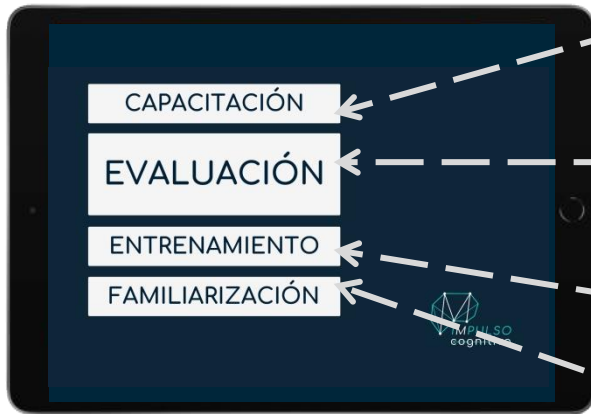 CAPACITACIÓN
EVALUACIÓN
ENTRENAMIENTO
FAMILIARIZACIÓN
IMPULSO
cognitivo